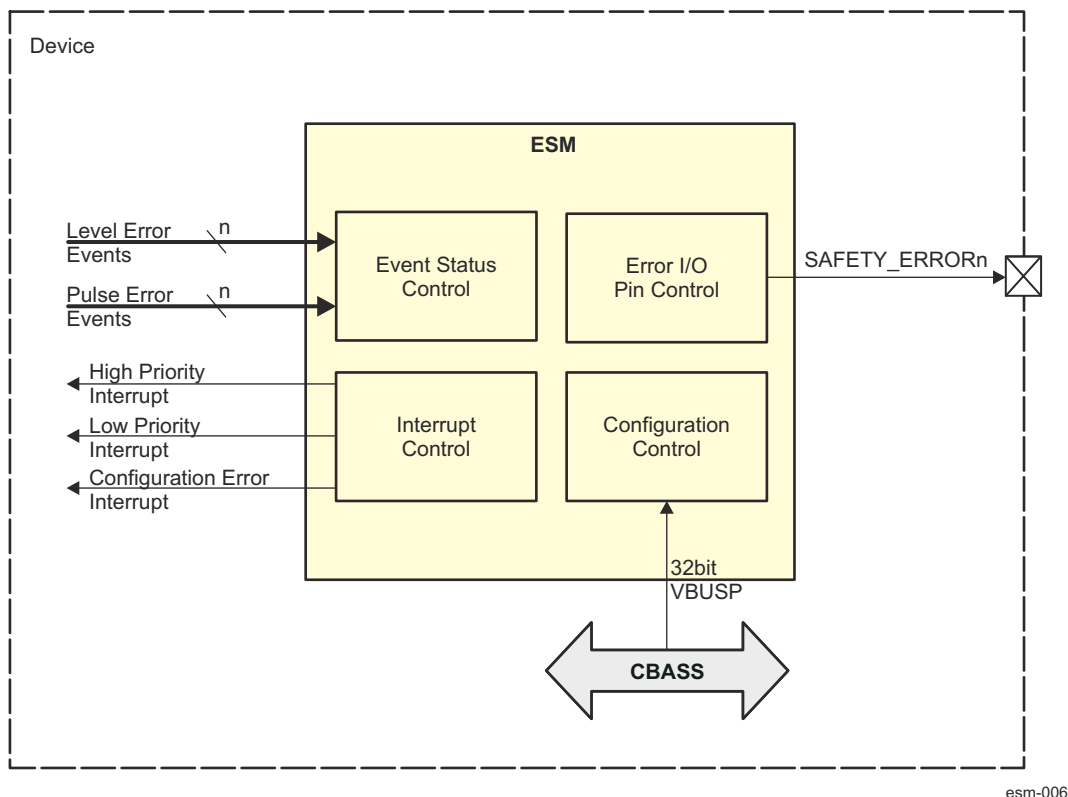 Device
ESM
Level Error
Events
n
Pulse Error
Events
n
Event Status
Control
Error I/O
Pin Control
SAFETY_ERRORn
High Priority
Interrupt
Low Priority
Interrupt
Configuration Error
Interrupt
Interrupt
Control
Configuration
Control
32bit
VBUSP
CBASS
esm-006